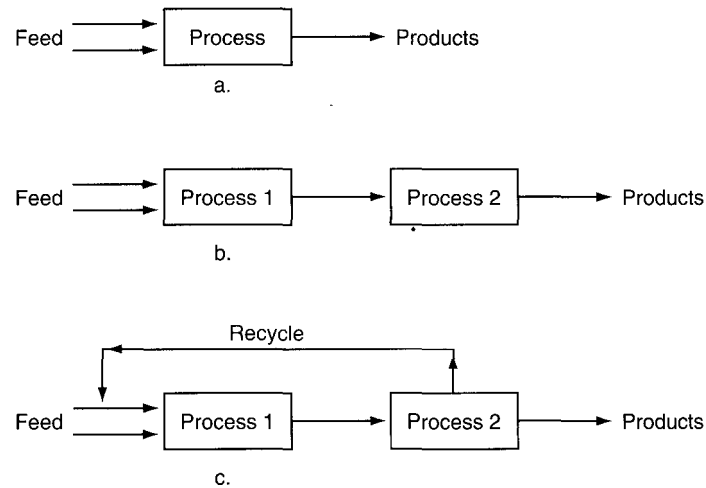 Feed Process Products
a.
Feed Process 1 Process 2 Products
b.
Recycle
Feed Process 1 Process 2 Products
c.